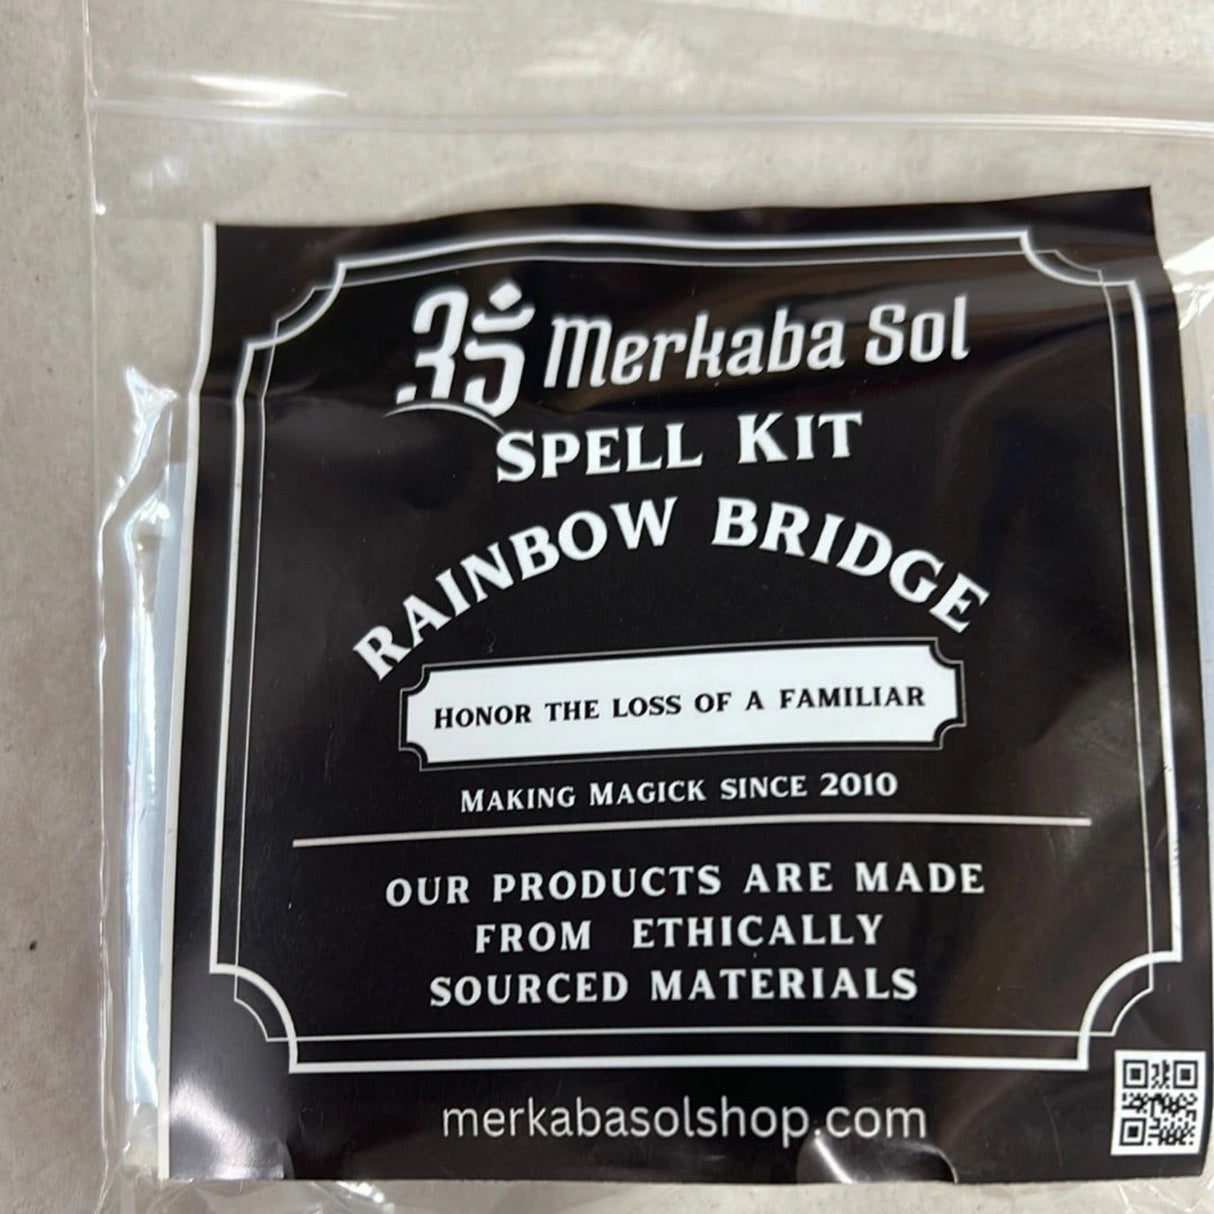 Merkaba Sol
SPELL KIT
RAINBOW BRIDGE
HONOR THE LOSS OF A FAMILIAR
MAKING MAGICK SINCE 2010
OUR PRODUCTS ARE MADE
FROM ETHICALLY
SOURCED MATERIALS
merkabasolshop.com